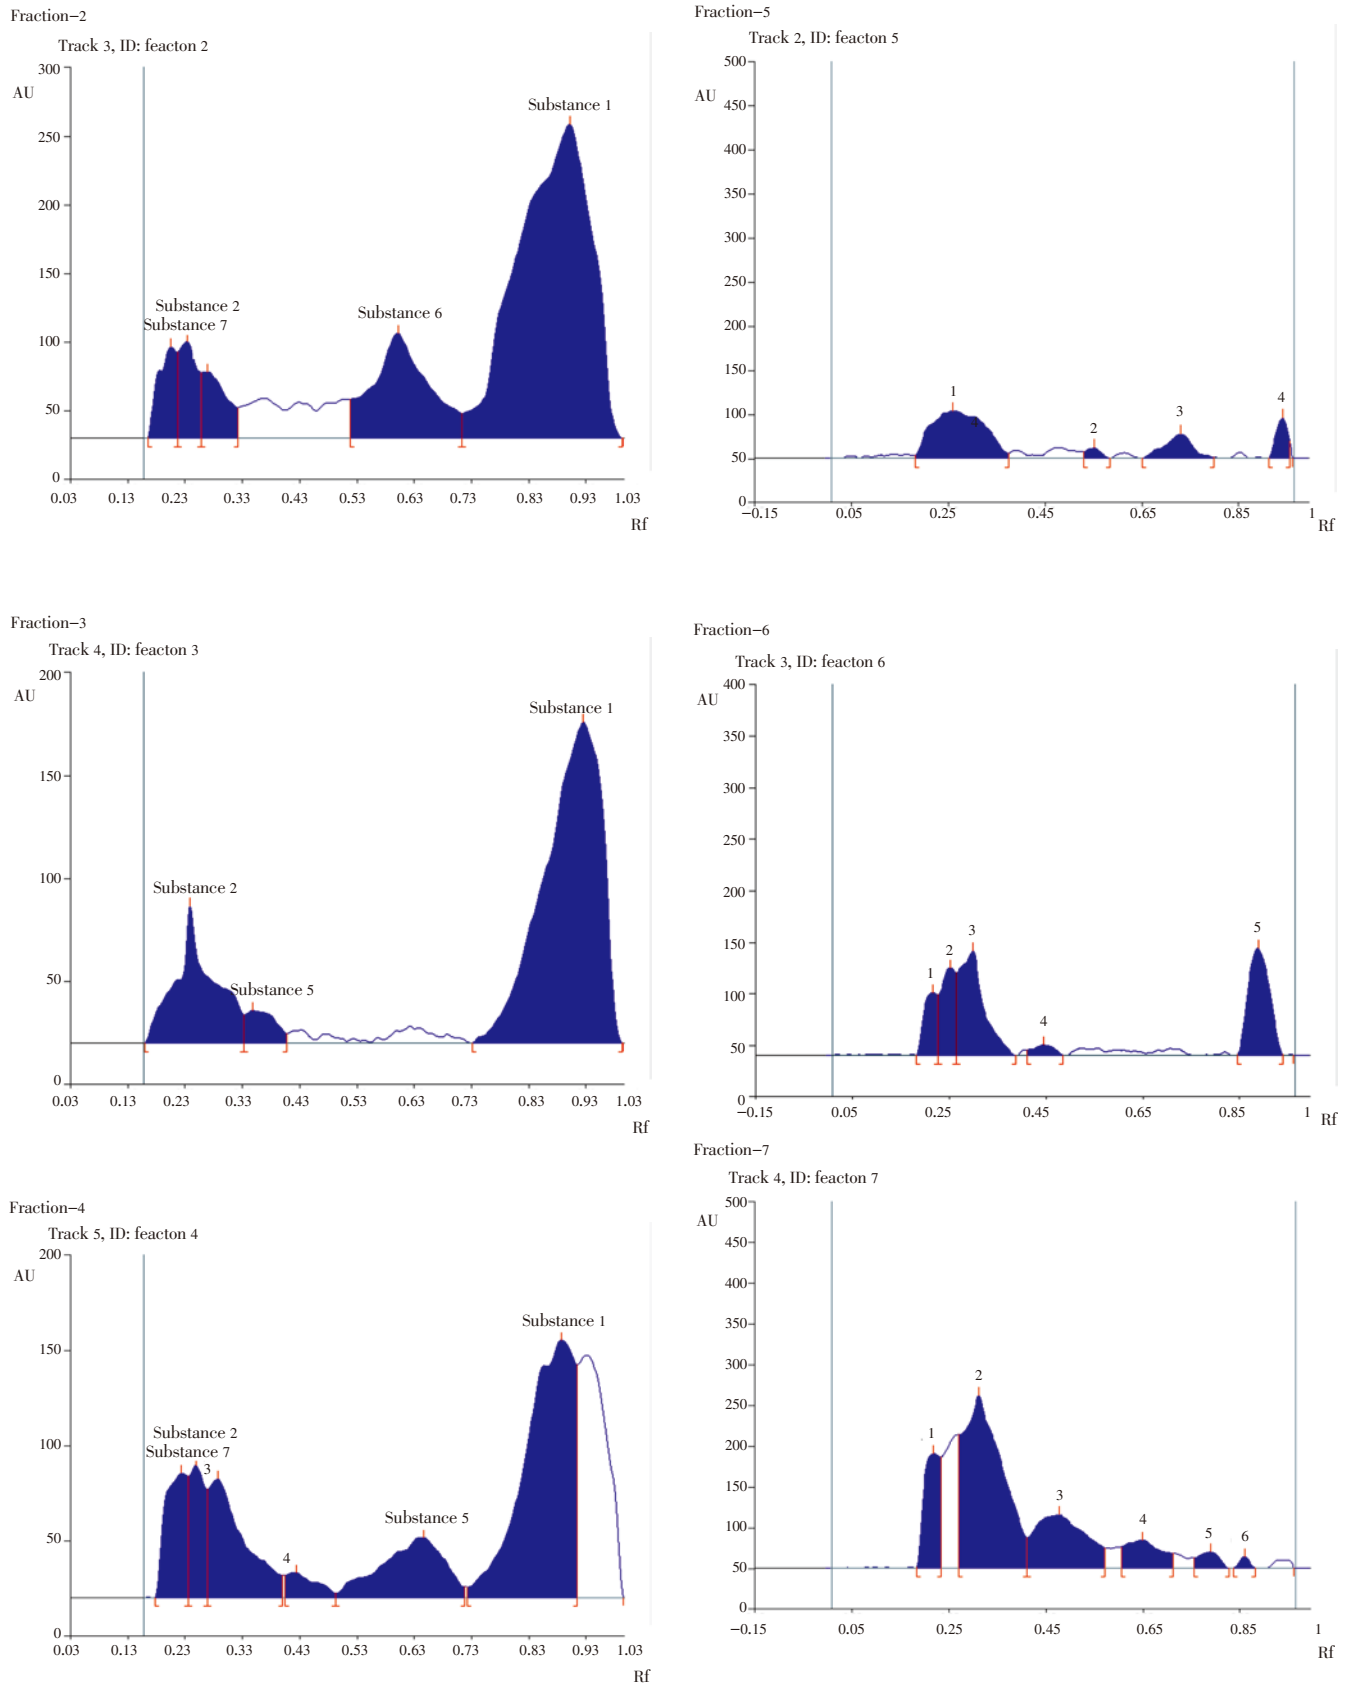 Fraction–2
Track 3, ID: feacton 2
300
AU
250
200
150
100
50
0
Substance 1
Substance 2
Substance 7
Substance 6
0.03 0.13 0.23 0.33 0.43 0.53 0.63 0.73 0.83 0.93 1.03
Rf
Fraction–5
Track 2, ID: feacton 5
500
AU
450
400
350
300
250
200
150
100
50
0
1
4
2
3
4
−0.15 0.05 0.25 0.45 0.65 0.85 1
Rf
Fraction–3
Track 4, ID: feacton 3
200
AU
150
100
50
0
Substance 1
Substance 2
Substance 5
0.03 0.13 0.23 0.33 0.43 0.53 0.63 0.73 0.83 0.93 1.03
Rf
Fraction–6
Track 3, ID: feacton 6
400
AU
350
300
250
200
150
100
50
0
1
2
3
4
5
−0.15 0.05 0.25 0.45 0.65 0.85 1
Rf
Fraction–4
Track 5, ID: feacton 4
200
AU
150
100
50
0
Substance 1
Substance 2
Substance 7
3
4
Substance 5
0.03 0.13 0.23 0.33 0.43 0.53 0.63 0.73 0.83 0.93 1.03
Rf
Fraction–7
Track 4, ID: feacton 7
500
AU
450
400
350
300
250
200
150
100
50
0
1
2
3
4
5
6
−0.15 0.05 0.25 0.45 0.65 0.85 1
Rf